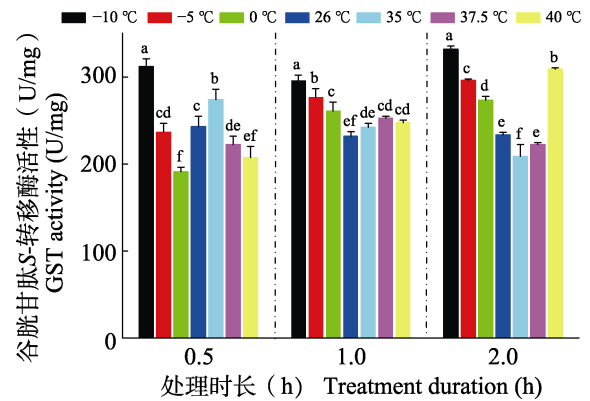 −10 ℃ −5 ℃ 0 ℃ 26 ℃ 35 ℃ 37.5 ℃ 40 ℃
谷胱甘肽S-转移酶活性（U/mg）
GST activity (U/mg)
300
200
100
0
a cd f c b de ef
a b c ef de cd cd
a c d e f e b
0.5 1.0 2.0
处理时长（h） Treatment duration (h)